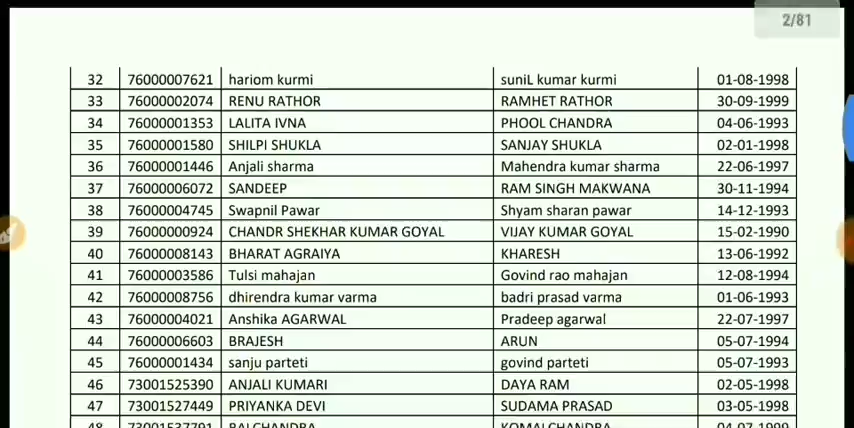 2/81
32 76000007621 hariom kurmi suniL kumar kurmi 01-08-1998
33 76000002074 RENU RATHOR RAMHET RATHOR 30-09-1999
34 76000001353 LALITA IVNA PHOOL CHANDRA 04-06-1993
35 76000001580 SHILPI SHUKLA SANJAY SHUKLA 02-01-1998
36 76000001446 Anjali sharma Mahendra kumar sharma 22-06-1997
37 76000006072 SANDEEP RAM SINGH MAKWANA 30-11-1994
38 76000004745 Swapnil Pawar Shyam sharan pawar 14-12-1993
39 76000000924 CHANDR SHEKHAR KUMAR GOYAL VIJAY KUMAR GOYAL 15-02-1990
40 76000008143 BHARAT AGRAIYA KHARESH 13-06-1992
41 76000003586 Tulsi mahajan Govind rao mahajan 12-08-1994
42 76000008756 dhirendra kumar varma badri prasad varma 01-06-1993
43 76000004021 Anshika AGARWAL Pradeep agarwal 22-07-1997
44 76000006603 BRAJESH ARUN 05-07-1994
45 76000001434 sanju parteti govind parteti 05-07-1993
46 73001525390 ANJALI KUMARI DAYA RAM 02-05-1998
47 73001527449 PRIYANKA DEVI SUDAMA PRASAD 03-05-1998
48 73001537791 04-07-1999